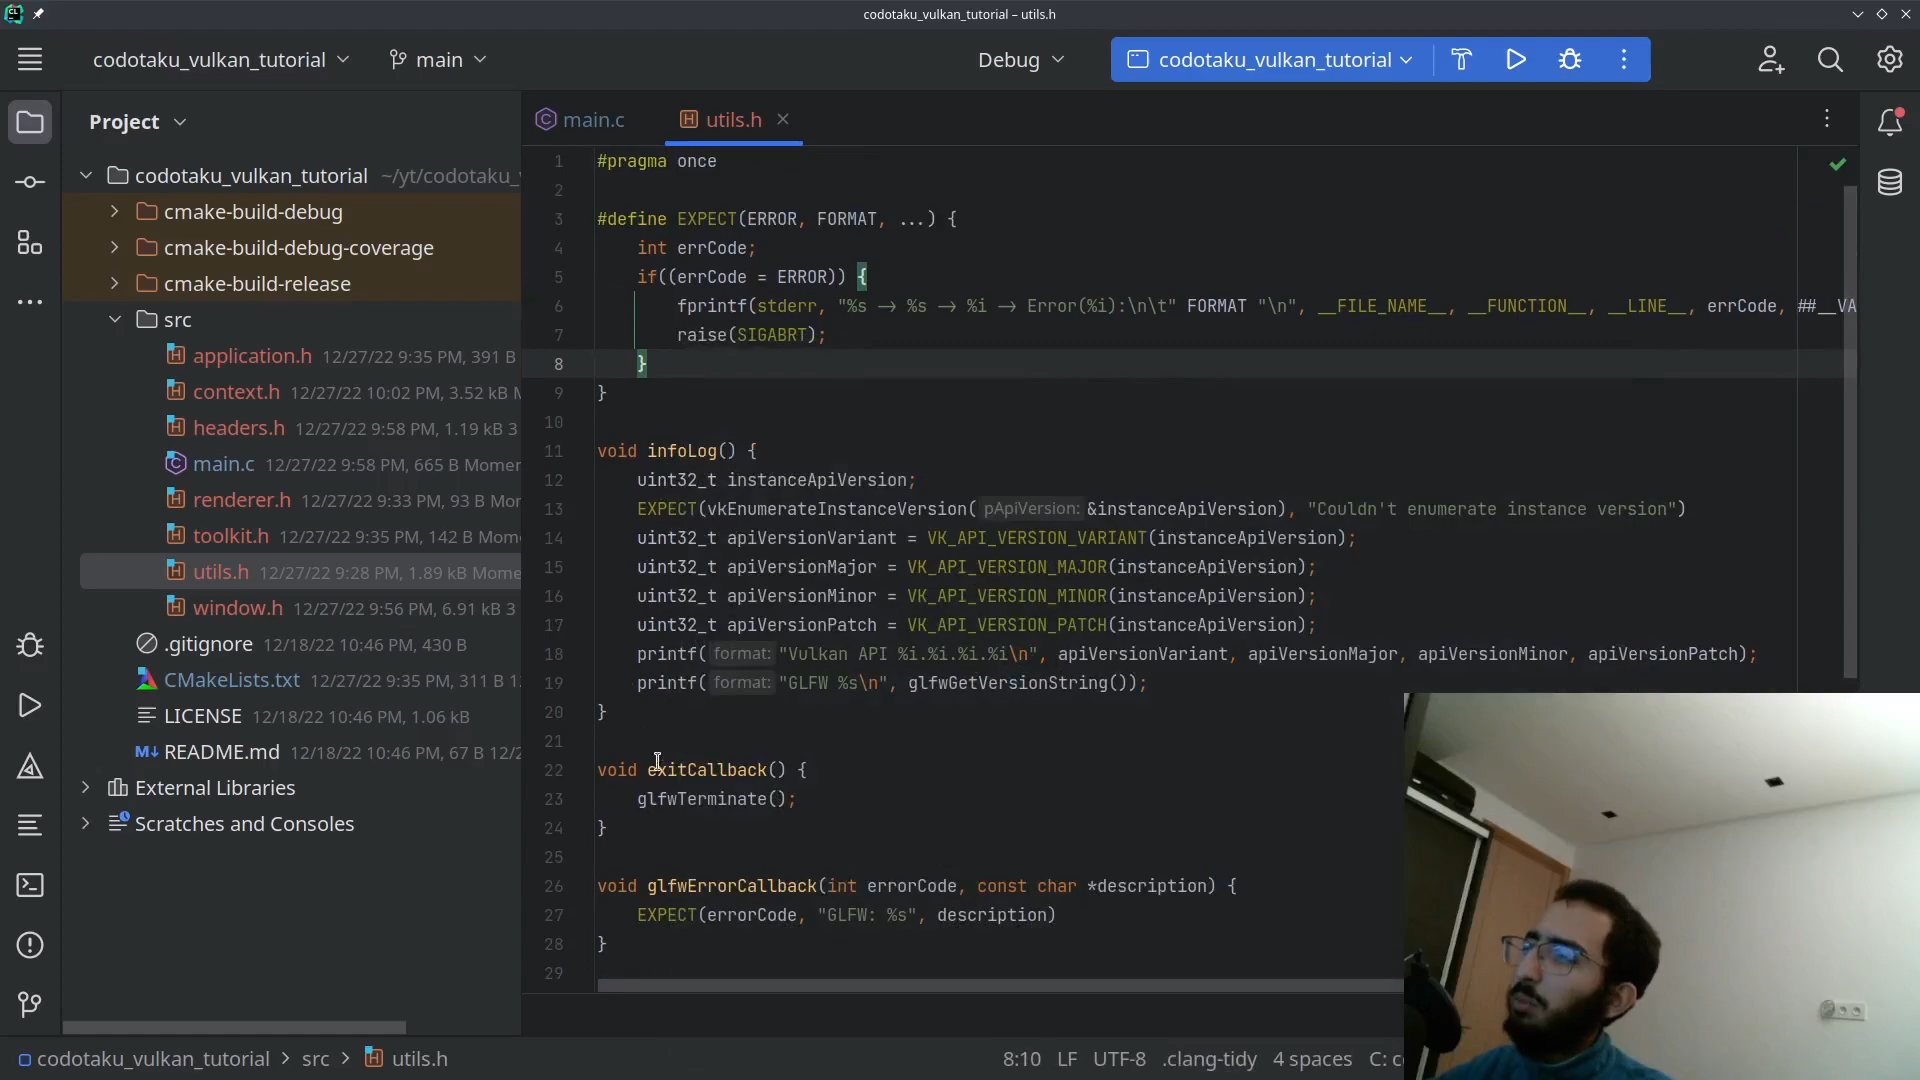 codotaku_vulkan_tutorial – utils.h
codotaku_vulkan_tutorial
main
Debug
codotaku_vulkan_tutorial
Project
main.c
utils.h
codotaku_vulkan_tutorial ~/yt/codotaku_
cmake-build-debug
cmake-build-debug-coverage
cmake-build-release
src
application.h 12/27/22 9:35 PM, 391 B
context.h 12/27/22 10:02 PM, 3.52 kB
headers.h 12/27/22 9:58 PM, 1.19 kB 3
main.c 12/27/22 9:58 PM, 665 B Momen
renderer.h 12/27/22 9:33 PM, 93 B Mor
toolkit.h 12/27/22 9:35 PM, 142 B Mom
utils.h 12/27/22 9:28 PM, 1.89 kB Mome
window.h 12/27/22 9:56 PM, 6.91 kB 3
.gitignore 12/18/22 10:46 PM, 430 B
CMakeLists.txt 12/27/22 9:35 PM, 311 B 1
LICENSE 12/18/22 10:46 PM, 1.06 kB
README.md 12/18/22 10:46 PM, 67 B 12/2
External Libraries
Scratches and Consoles
1 #pragma once
2
3 #define EXPECT(ERROR, FORMAT, ...) {
4 int errCode;
5 if((errCode = ERROR)) {
6 fprintf(stderr, "%s -> %s -> %i -> Error(%i):\n\t" FORMAT "\n", __FILE_NAME__, __FUNCTION__, __LINE__, errCode, ##__VA
7 raise(SIGABRT);
8 }
9 }
10
11 void infoLog() {
12 uint32_t instanceApiVersion;
13 EXPECT(vkEnumerateInstanceVersion( pApiVersion: &instanceApiVersion), "Couldn't enumerate instance version")
14 uint32_t apiVersionVariant = VK_API_VERSION_VARIANT(instanceApiVersion);
15 uint32_t apiVersionMajor = VK_API_VERSION_MAJOR(instanceApiVersion);
16 uint32_t apiVersionMinor = VK_API_VERSION_MINOR(instanceApiVersion);
17 uint32_t apiVersionPatch = VK_API_VERSION_PATCH(instanceApiVersion);
18 printf( format: "Vulkan API %i.%i.%i.%i\n", apiVersionVariant, apiVersionMajor, apiVersionMinor, apiVersionPatch);
19 printf( format: "GLFW %s\n", glfwGetVersionString());
20 }
21
22 void exitCallback() {
23 glfwTerminate();
24 }
25
26 void glfwErrorCallback(int errorCode, const char *description) {
27 EXPECT(errorCode, "GLFW: %s", description)
28 }
29
codotaku_vulkan_tutorial > src > utils.h
8:10 LF UTF-8 .clang-tidy 4 spaces C: c